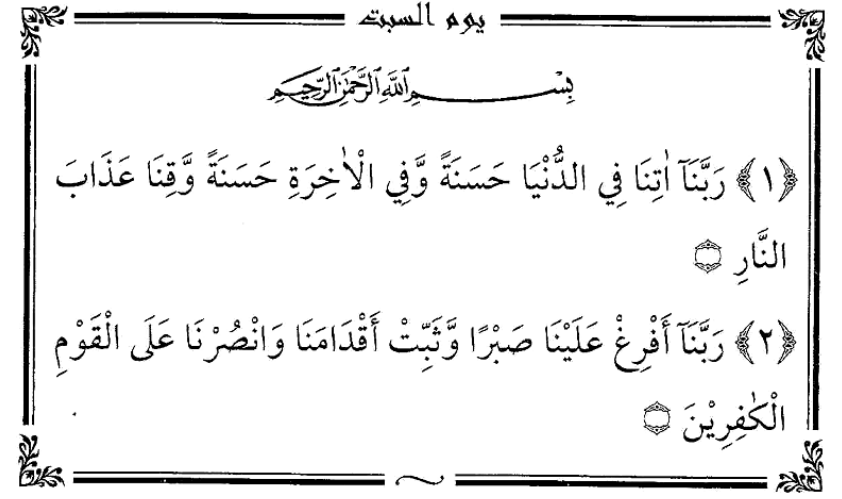 يوم السبت
بِسْمِ اللّٰهِ الرَّحْمٰنِ الرَّحِيْمِ
﴿١﴾ رَبَّنَآ اٰتِنَا فِي الدُّنْيَا حَسَنَةً وَّفِي الْاٰخِرَةِ حَسَنَةً وَّقِنَا عَذَابَ
النَّارِ ۝
﴿٢﴾ رَبَّنَآ أَفْرِغْ عَلَيْنَا صَبْرًا وَّثَبِّتْ أَقْدَامَنَا وَانْصُرْنَا عَلَى الْقَوْمِ
الْكٰفِرِيْنَ ۝